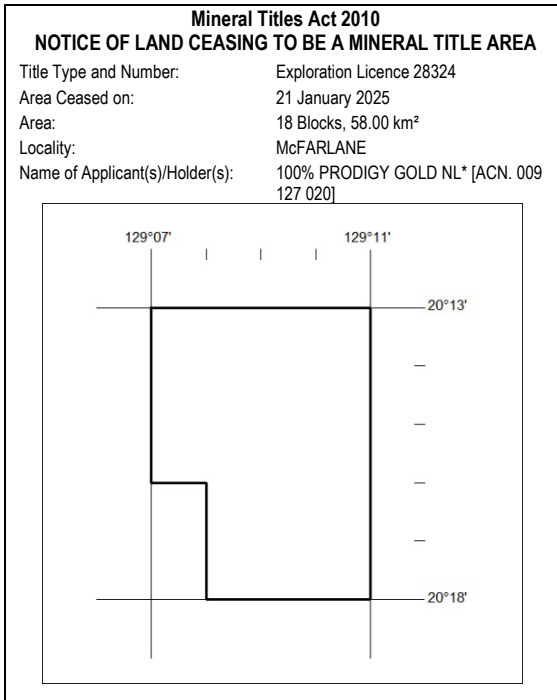 Mineral Titles Act 2010
NOTICE OF LAND CEASING TO BE A MINERAL TITLE AREA
Title Type and Number: Exploration Licence 28324
Area Ceased on: 21 January 2025
Area: 18 Blocks, 58.00 km²
Locality: McFARLANE
Name of Applicant(s)/Holder(s): 100% PRODIGY GOLD NL* [ACN. 009
127 020]
129°07' 129°11'
20°13'
20°18'